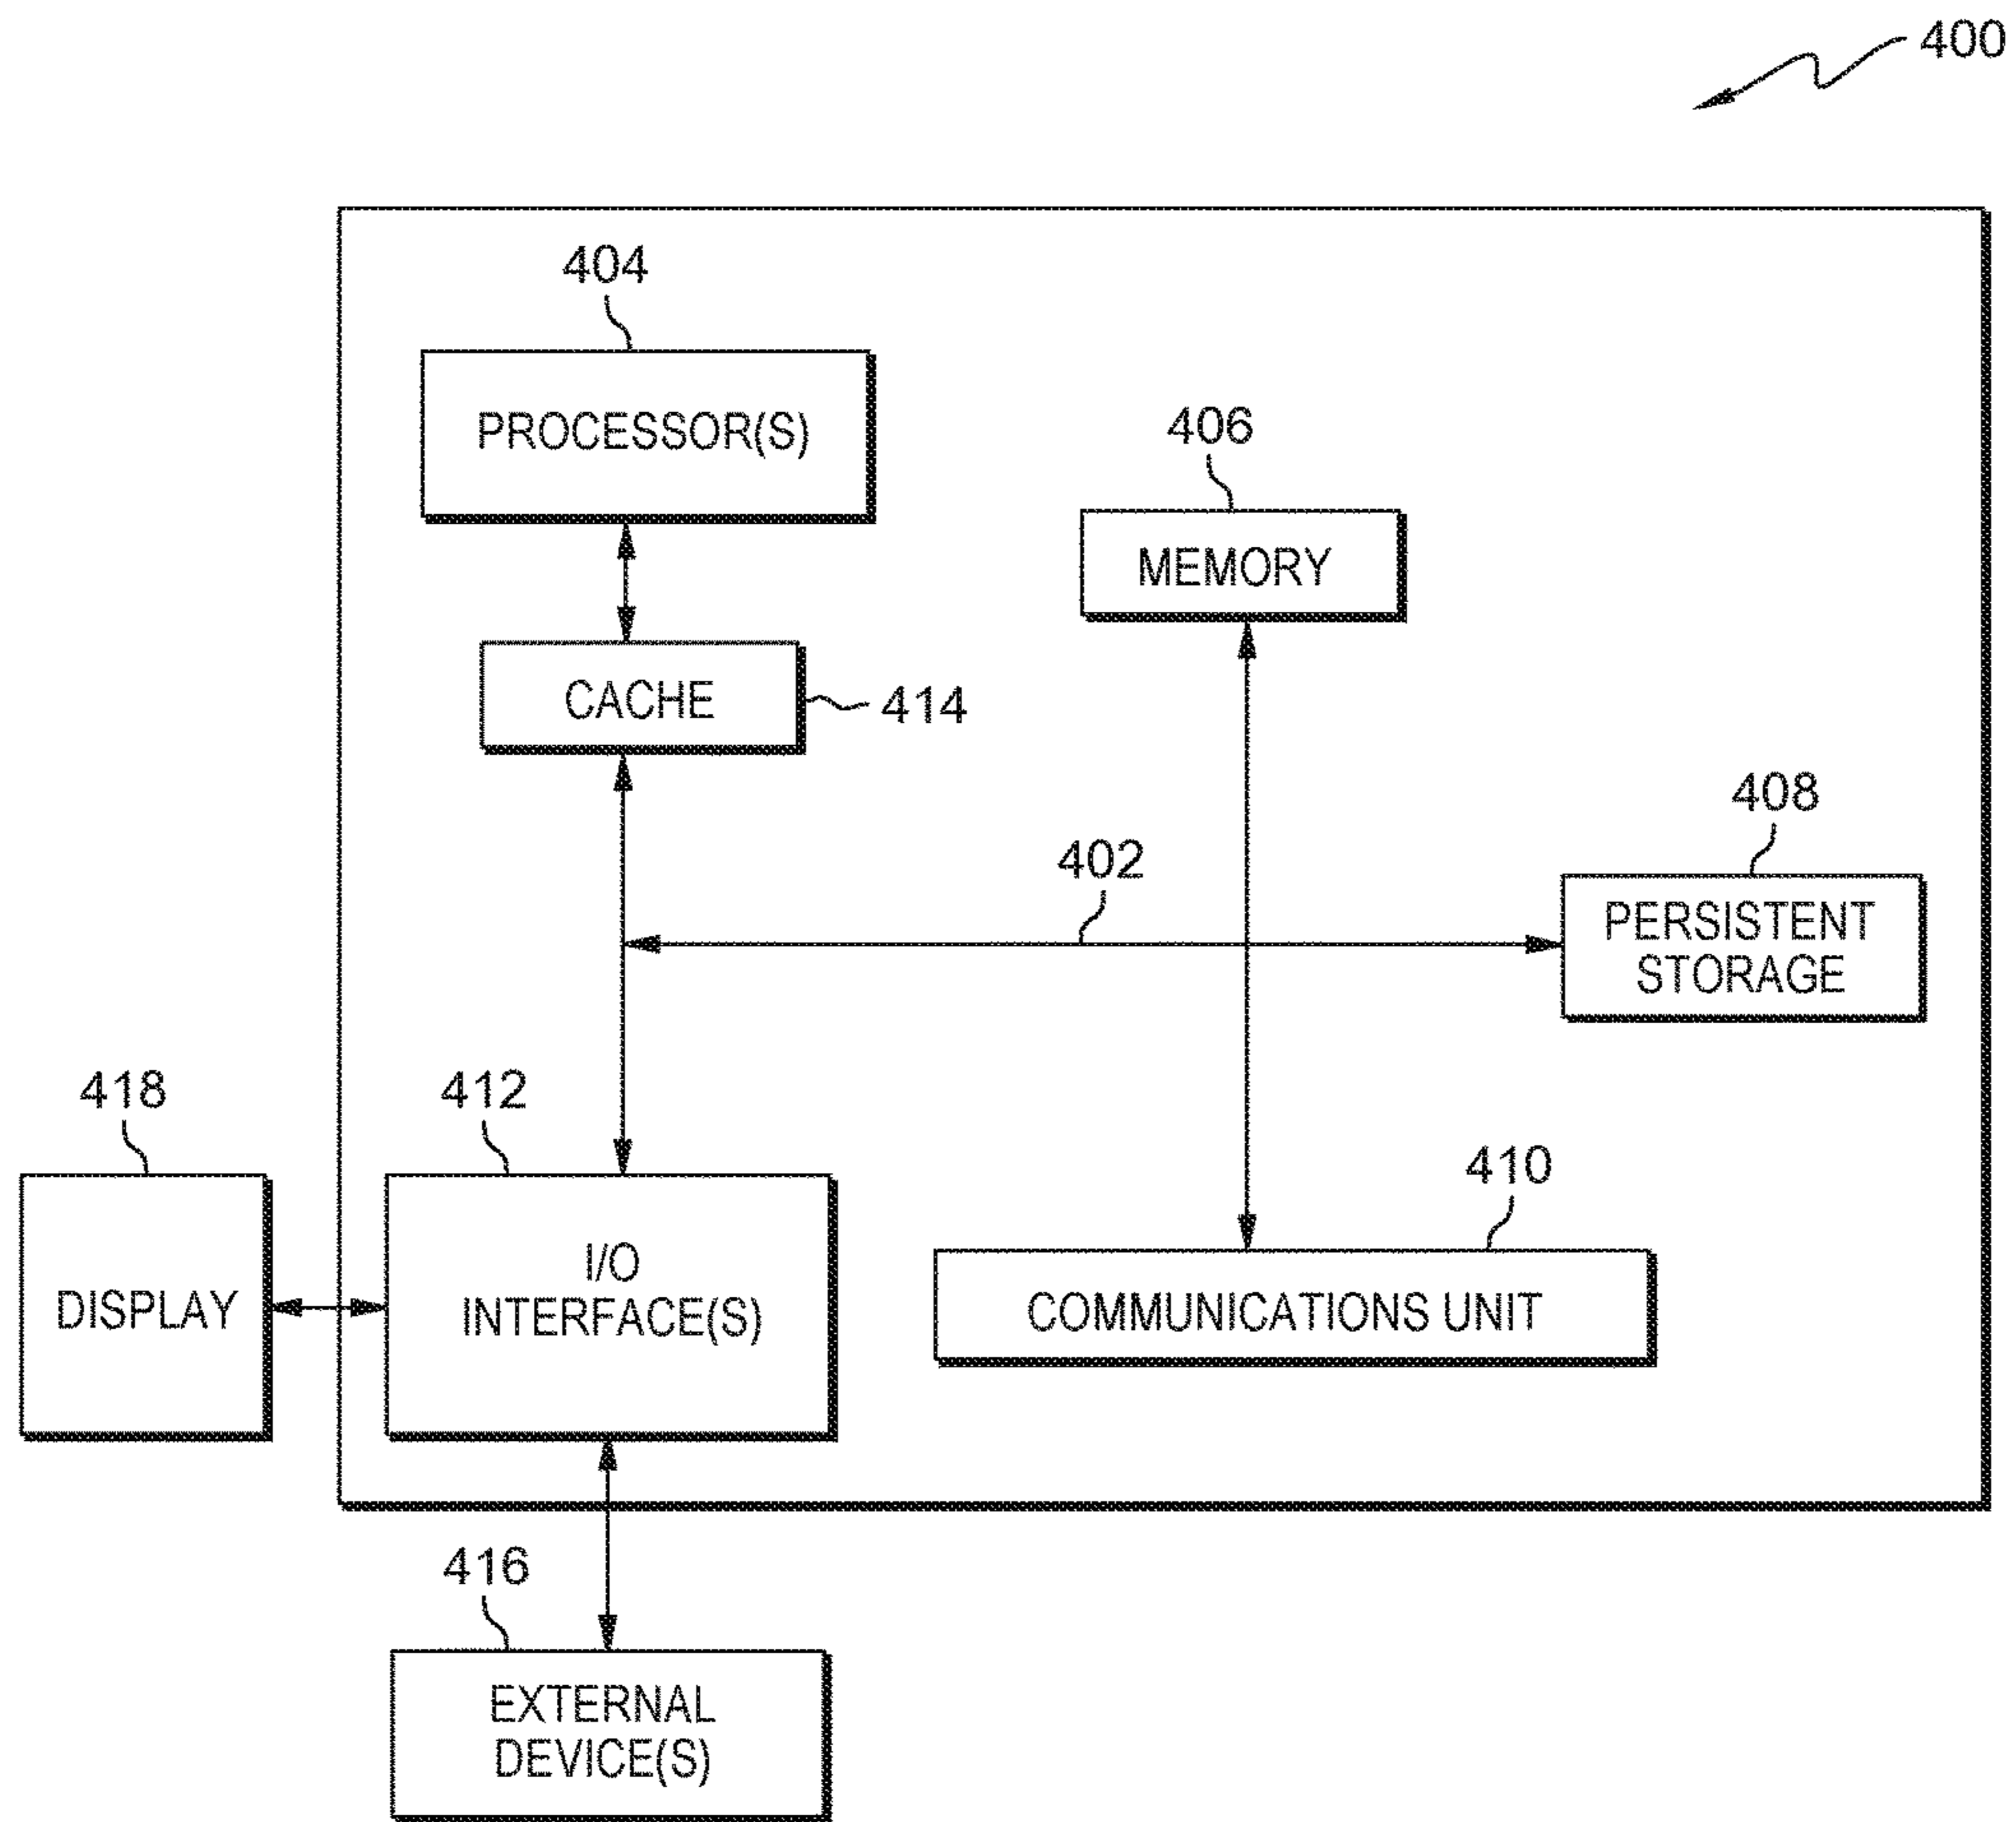 400
404
PROCESSOR(S)
406
MEMORY
CACHE
414
408
402
PERSISTENT
STORAGE
418
412
410
I/O
INTERFACE(S)
DISPLAY
COMMUNICATIONS UNIT
416
EXTERNAL
DEVICE(S)